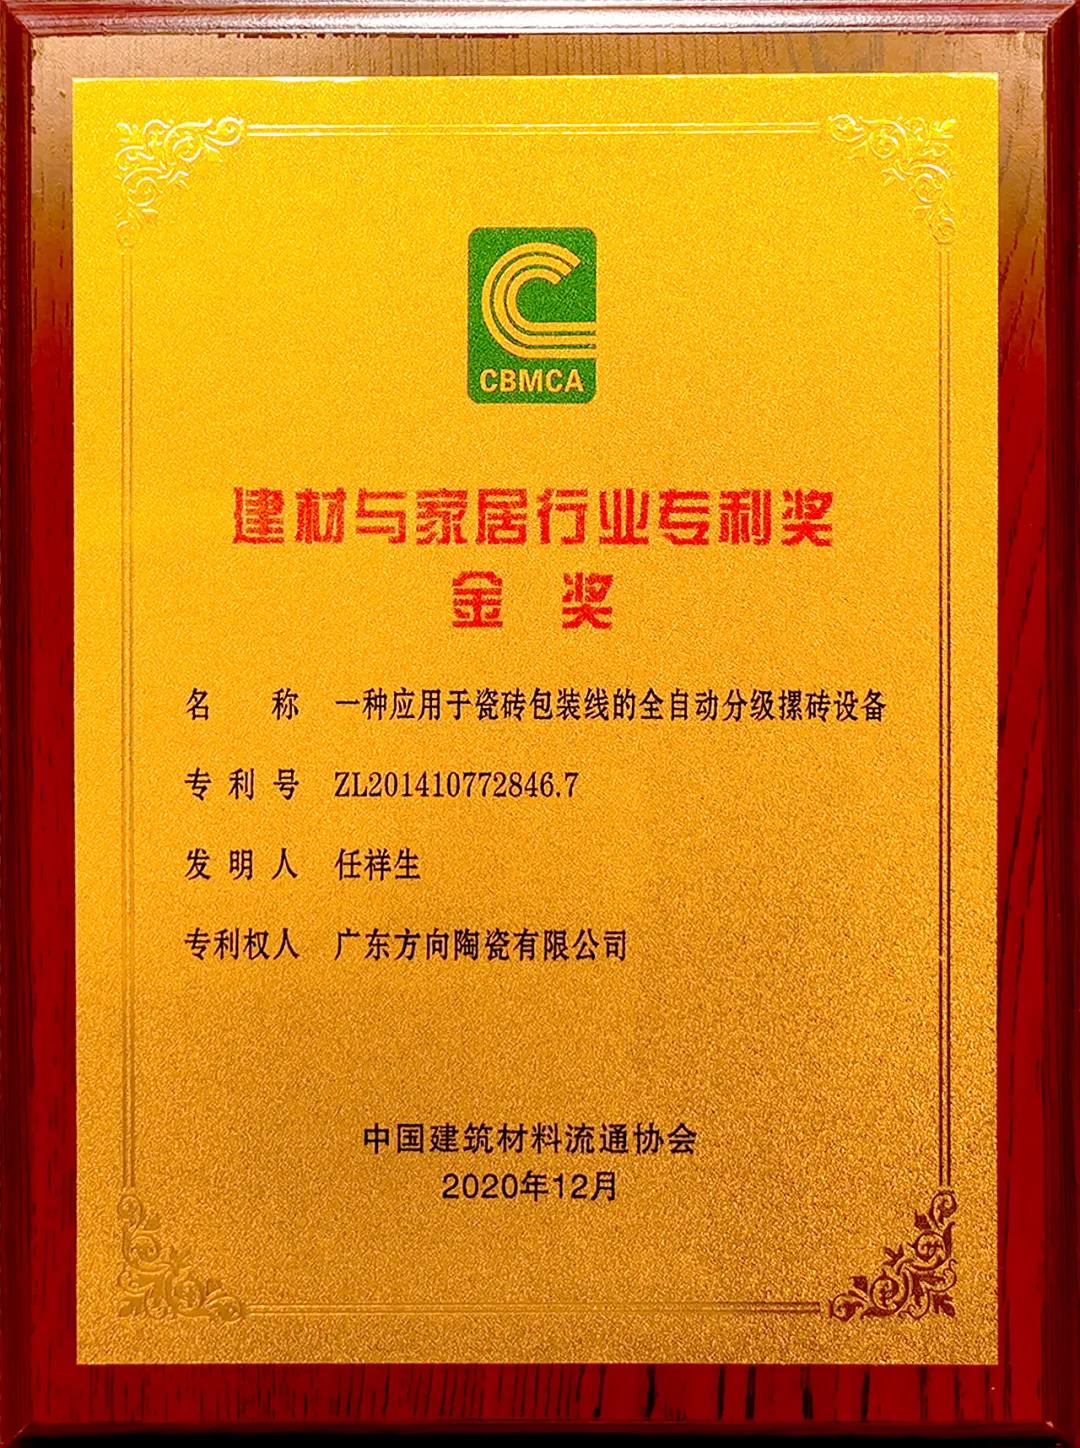 CBMCA
建材与家居行业专利奖
金 奖
名 称 一种应用于瓷砖包装线的全自动分级摞砖设备
专利号 ZL201410772846.7
发明人 任祥生
专利权人 广东方向陶瓷有限公司
中国建筑材料流通协会
2020年12月